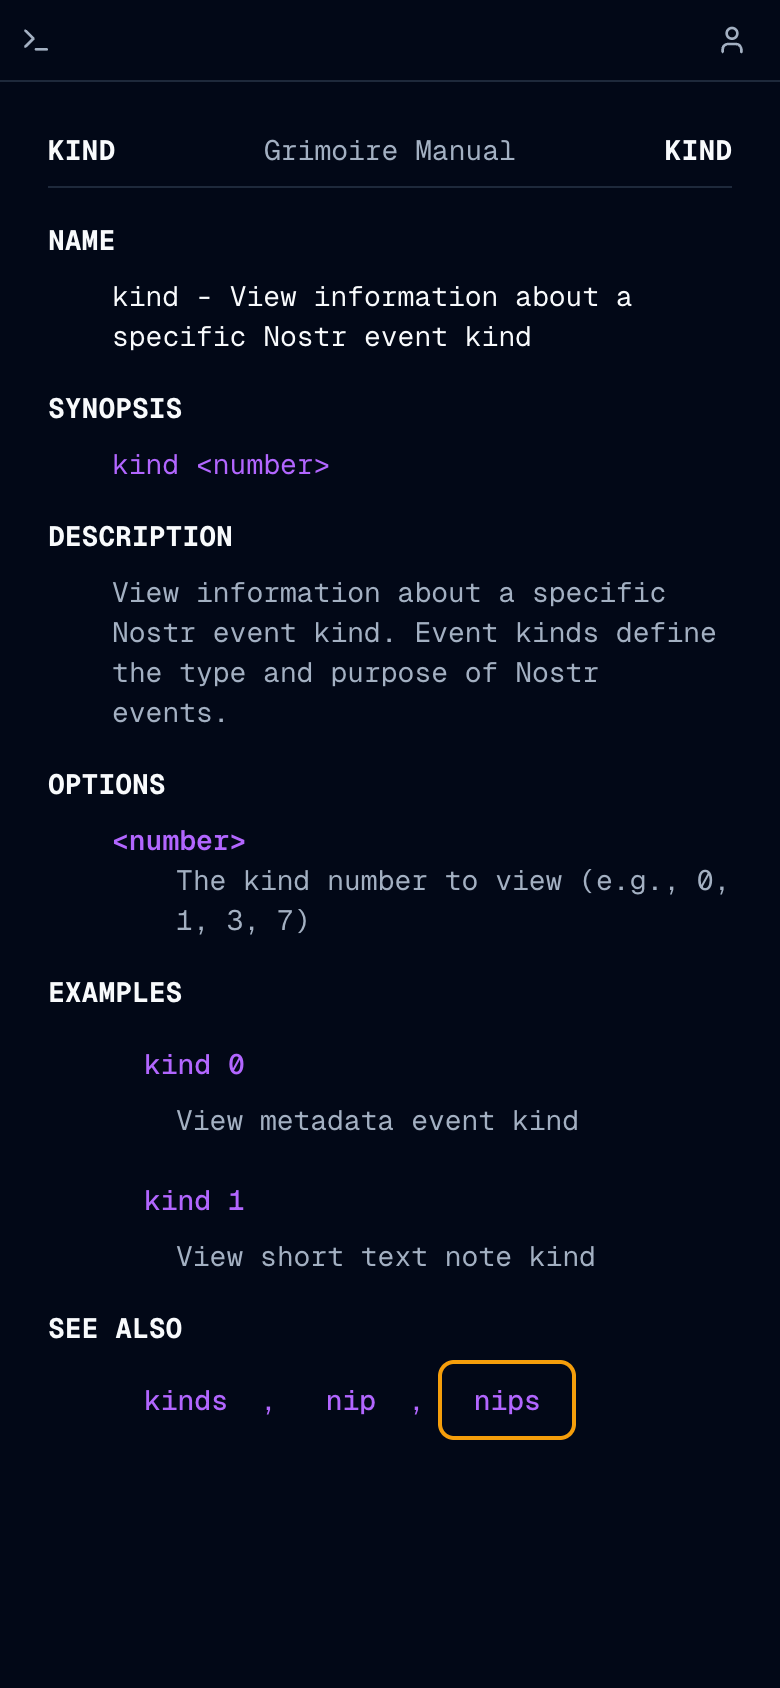 KIND Grimoire Manual KIND
NAME
kind - View information about a
specific Nostr event kind
SYNOPSIS
kind <number>
DESCRIPTION
View information about a specific
Nostr event kind. Event kinds define
the type and purpose of Nostr
events.
OPTIONS
<number>
The kind number to view (e.g., 0,
1, 3, 7)
EXAMPLES
kind 0
View metadata event kind
kind 1
View short text note kind
SEE ALSO
kinds , nip , nips